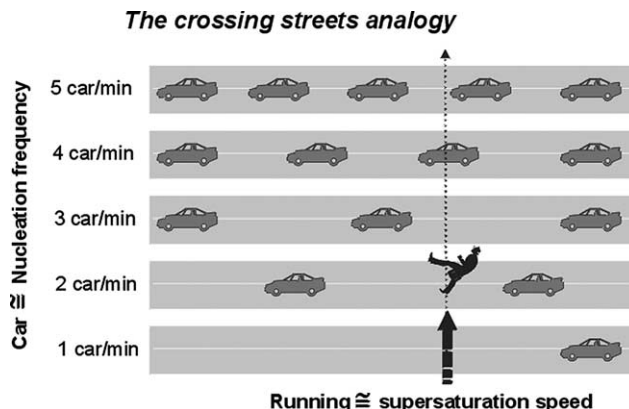 The crossing streets analogy
Car ≅ Nucleation frequency
5 car/min
4 car/min
3 car/min
2 car/min
1 car/min
Running ≅ supersaturation speed